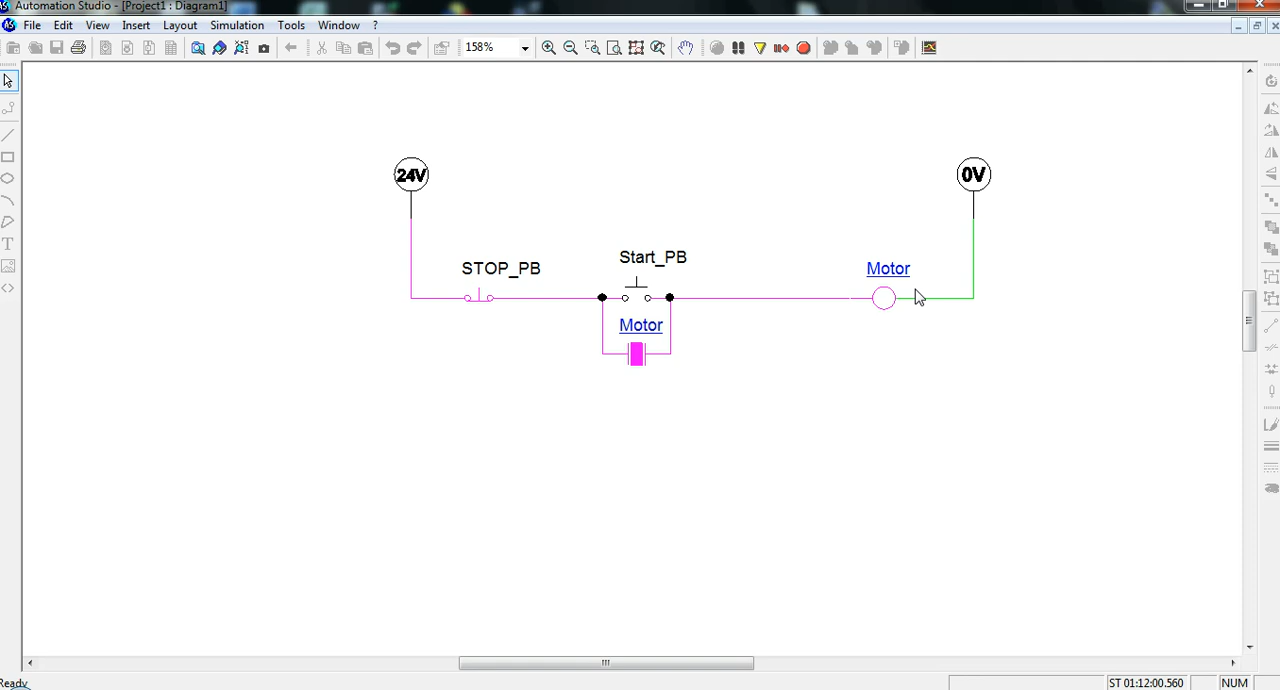 Automation Studio - [Project1 : Diagram1]
File Edit View Insert Layout Simulation Tools Window ?
158%
24V
0V
Start_PB
STOP_PB
Motor
Motor
Ready
ST 01:12:00.560
NUM